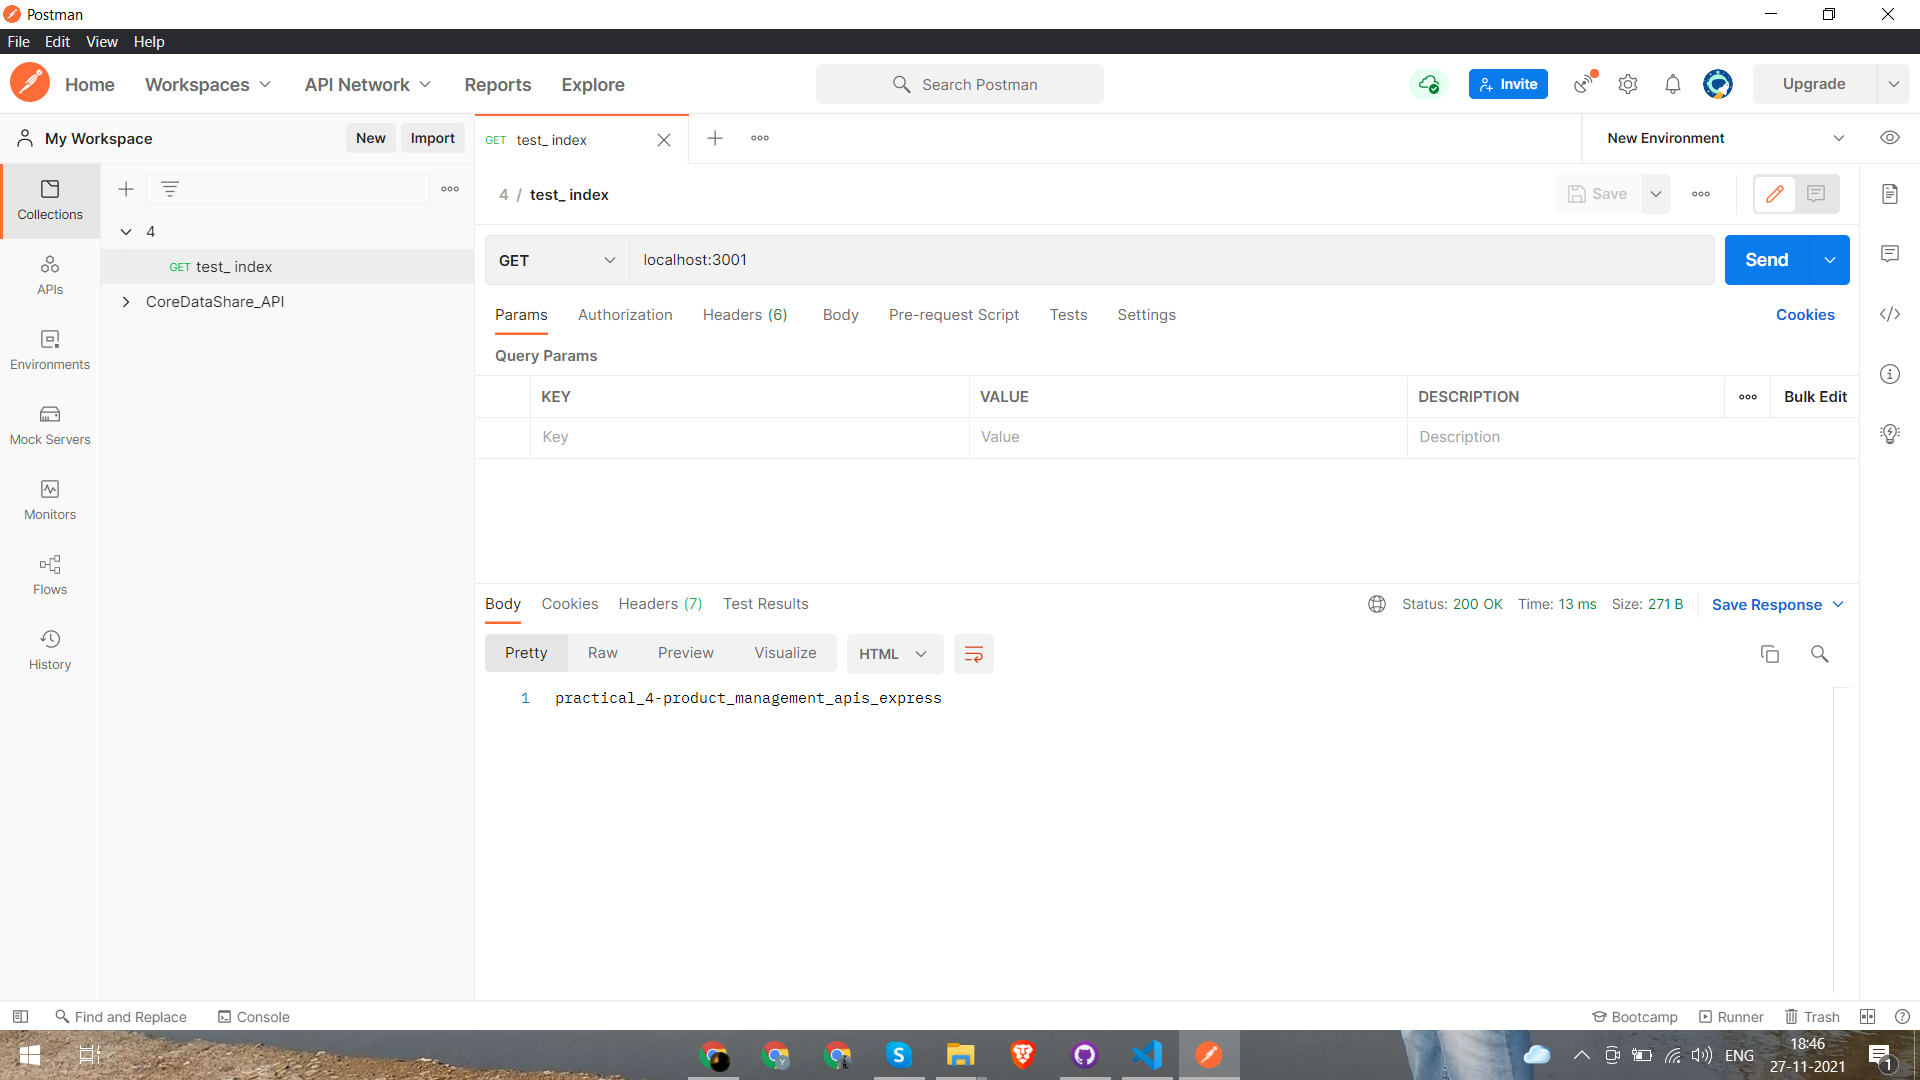 Postman
File Edit View Help
Home Workspaces API Network Reports Explore Search Postman Invite Upgrade
My Workspace New Import GET test_ index New Environment
4 / test_ index Save
Collections
4
GET test_ index
CoreDataShare_API
APIs
Environments
Mock Servers
Monitors
Flows
History
GET localhost:3001 Send
Params Authorization Headers (6) Body Pre-request Script Tests Settings Cookies
Query Params
KEY VALUE DESCRIPTION Bulk Edit
Key Value Description
Body Cookies Headers (7) Test Results Status: 200 OK Time: 13 ms Size: 271 B Save Response
Pretty Raw Preview Visualize HTML
1 practical_4-product_management_apis_express
Find and Replace Console Bootcamp Runner Trash
ENG
18:46
27-11-2021
1